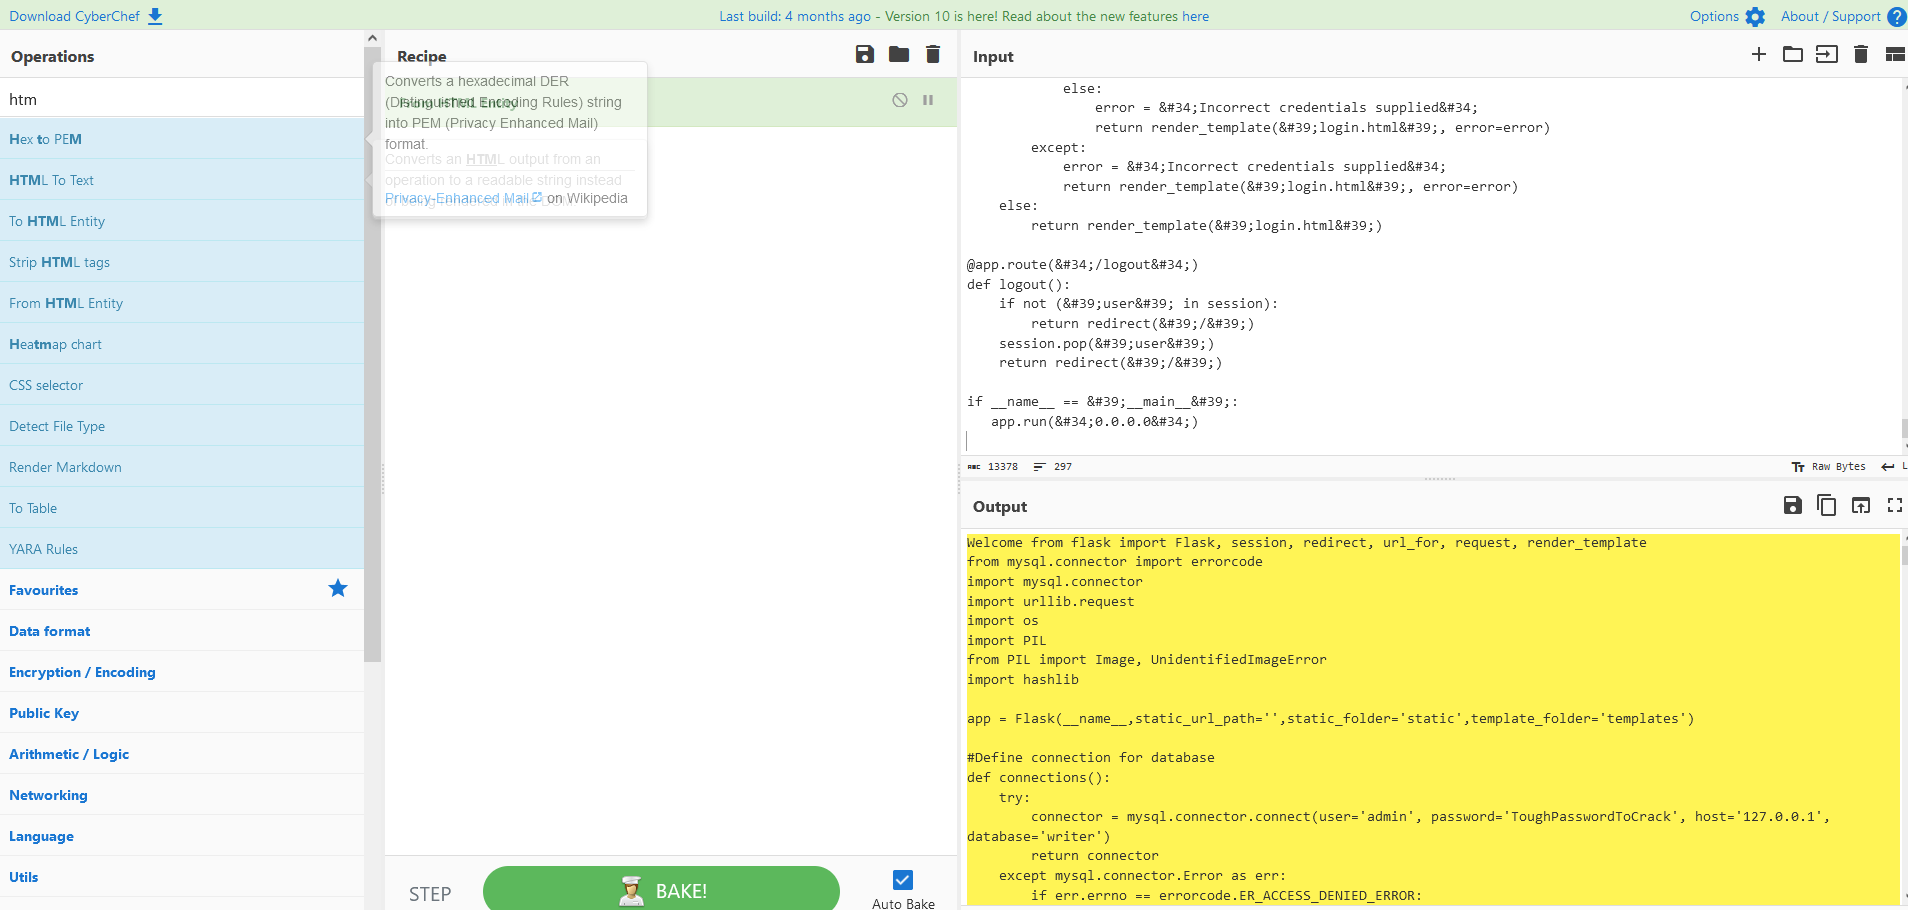 Download CyberChef
Last build: 4 months ago - Version 10 is here! Read about the new features here
Options
About / Support
Operations
htm
Hex to PEM
HTML To Text
To HTML Entity
Strip HTML tags
From HTML Entity
Heatmap chart
CSS selector
Detect File Type
Render Markdown
To Table
YARA Rules
Favourites
Data format
Encryption / Encoding
Public Key
Arithmetic / Logic
Networking
Language
Utils
Recipe
From HTML Entity
Converts a hexadecimal DER
(Distinguished Encoding Rules) string
into PEM (Privacy Enhanced Mail)
format.
Converts an HTML output from an
operation to a readable string instead
Privacy-Enhanced Mail on Wikipedia
STEP
BAKE!
Auto Bake
Input
        else:
            error = &#34;Incorrect credentials supplied&#34;
            return render_template(&#39;login.html&#39;, error=error)
    except:
        error = &#34;Incorrect credentials supplied&#34;
        return render_template(&#39;login.html&#39;, error=error)
else:
    return render_template(&#39;login.html&#39;)
@app.route(&#34;/logout&#34;)
def logout():
    if not (&#39;user&#39; in session):
        return redirect(&#39;/&#39;)
    session.pop(&#39;user&#39;)
    return redirect(&#39;/&#39;)
if __name__ == &#39;__main__&#39;:
   app.run(&#34;0.0.0.0&#34;)
ABC 13378 297
Tт Raw Bytes L
Output
Welcome from flask import Flask, session, redirect, url_for, request, render_template
from mysql.connector import errorcode
import mysql.connector
import urllib.request
import os
import PIL
from PIL import Image, UnidentifiedImageError
import hashlib
app = Flask(__name__,static_url_path='',static_folder='static',template_folder='templates')
#Define connection for database
def connections():
    try:
        connector = mysql.connector.connect(user='admin', password='ToughPasswordToCrack', host='127.0.0.1',
database='writer')
        return connector
    except mysql.connector.Error as err:
        if err.errno == errorcode.ER_ACCESS_DENIED_ERROR: